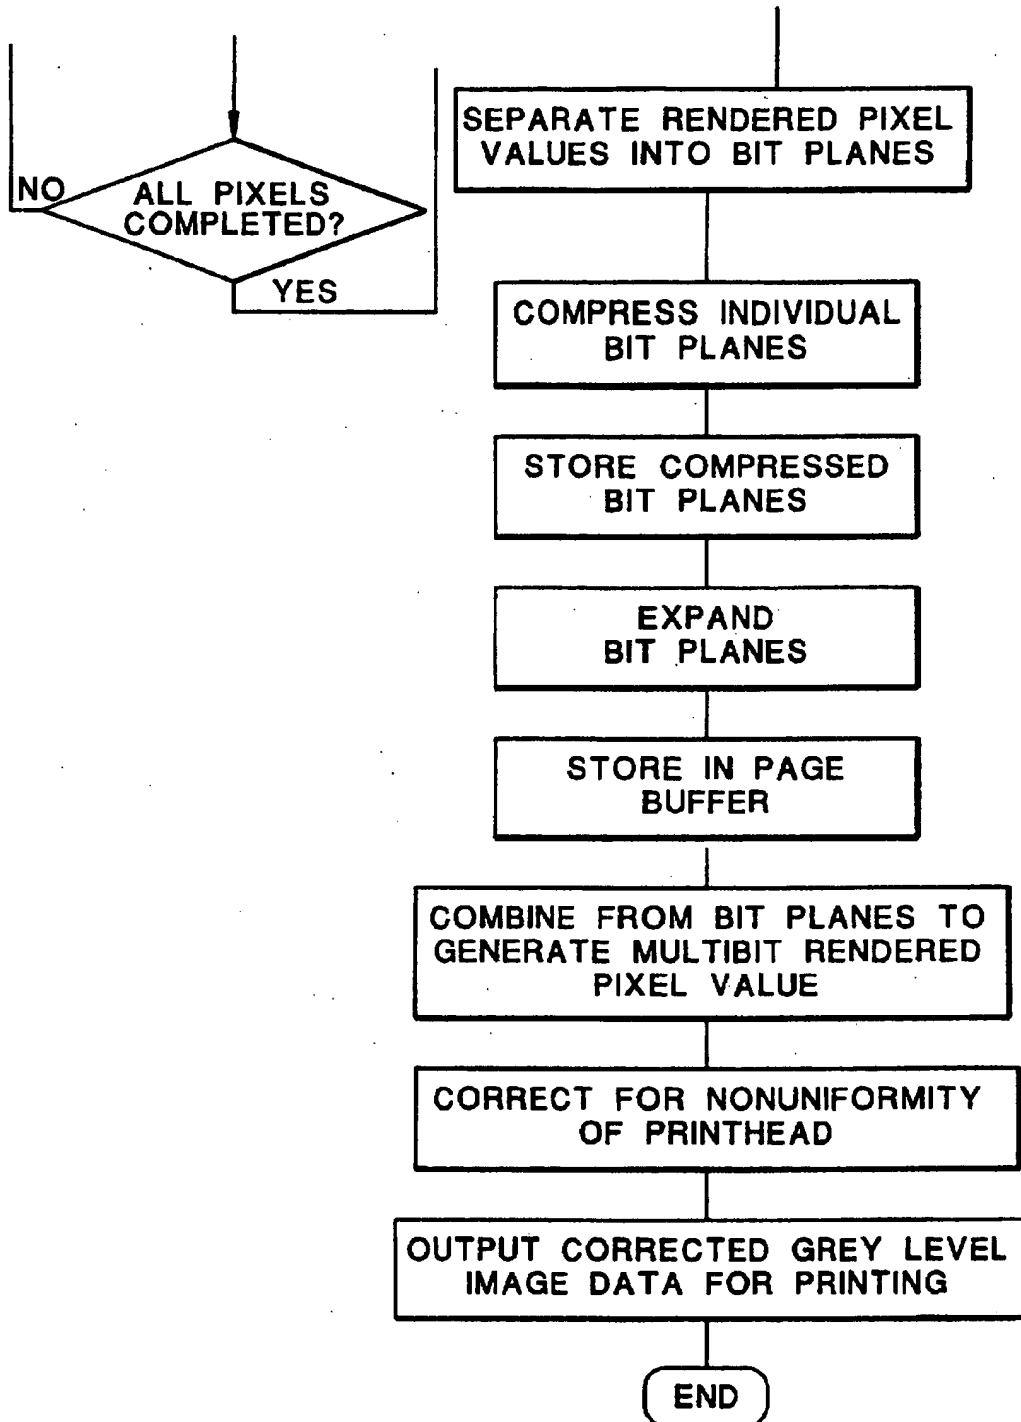 NO
ALL PIXELS
COMPLETED?
YES
SEPARATE RENDERED PIXEL
VALUES INTO BIT PLANES
COMPRESS INDIVIDUAL
BIT PLANES
STORE COMPRESSED
BIT PLANES
EXPAND
BIT PLANES
STORE IN PAGE
BUFFER
COMBINE FROM BIT PLANES TO
GENERATE MULTIBIT RENDERED
PIXEL VALUE
CORRECT FOR NONUNIFORMITY
OF PRINTHEAD
OUTPUT CORRECTED GREY LEVEL
IMAGE DATA FOR PRINTING
END